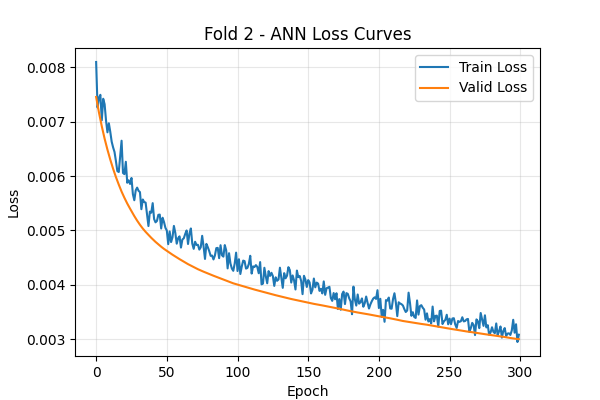 Fold 2 - ANN Loss Curves
Train Loss
Valid Loss
Loss
0.008
0.007
0.006
0.005
0.004
0.003
0 50 100 150 200 250 300
Epoch